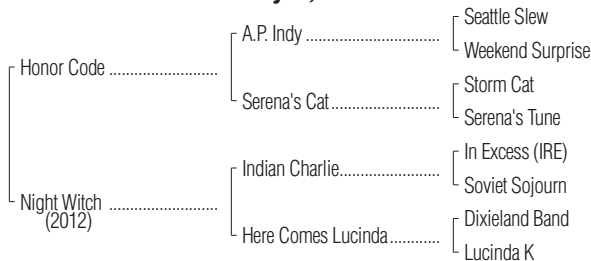 Seattle Slew
A.P. Indy ....................................
Weekend Surprise
Honor Code .............................
Storm Cat
Serena's Cat .............................
Serena's Tune
In Excess (IRE)
Indian Charlie ...........................
Soviet Sojourn
Night Witch .............................
(2012)
Dixieland Band
Here Comes Lucinda .............
Lucinda K